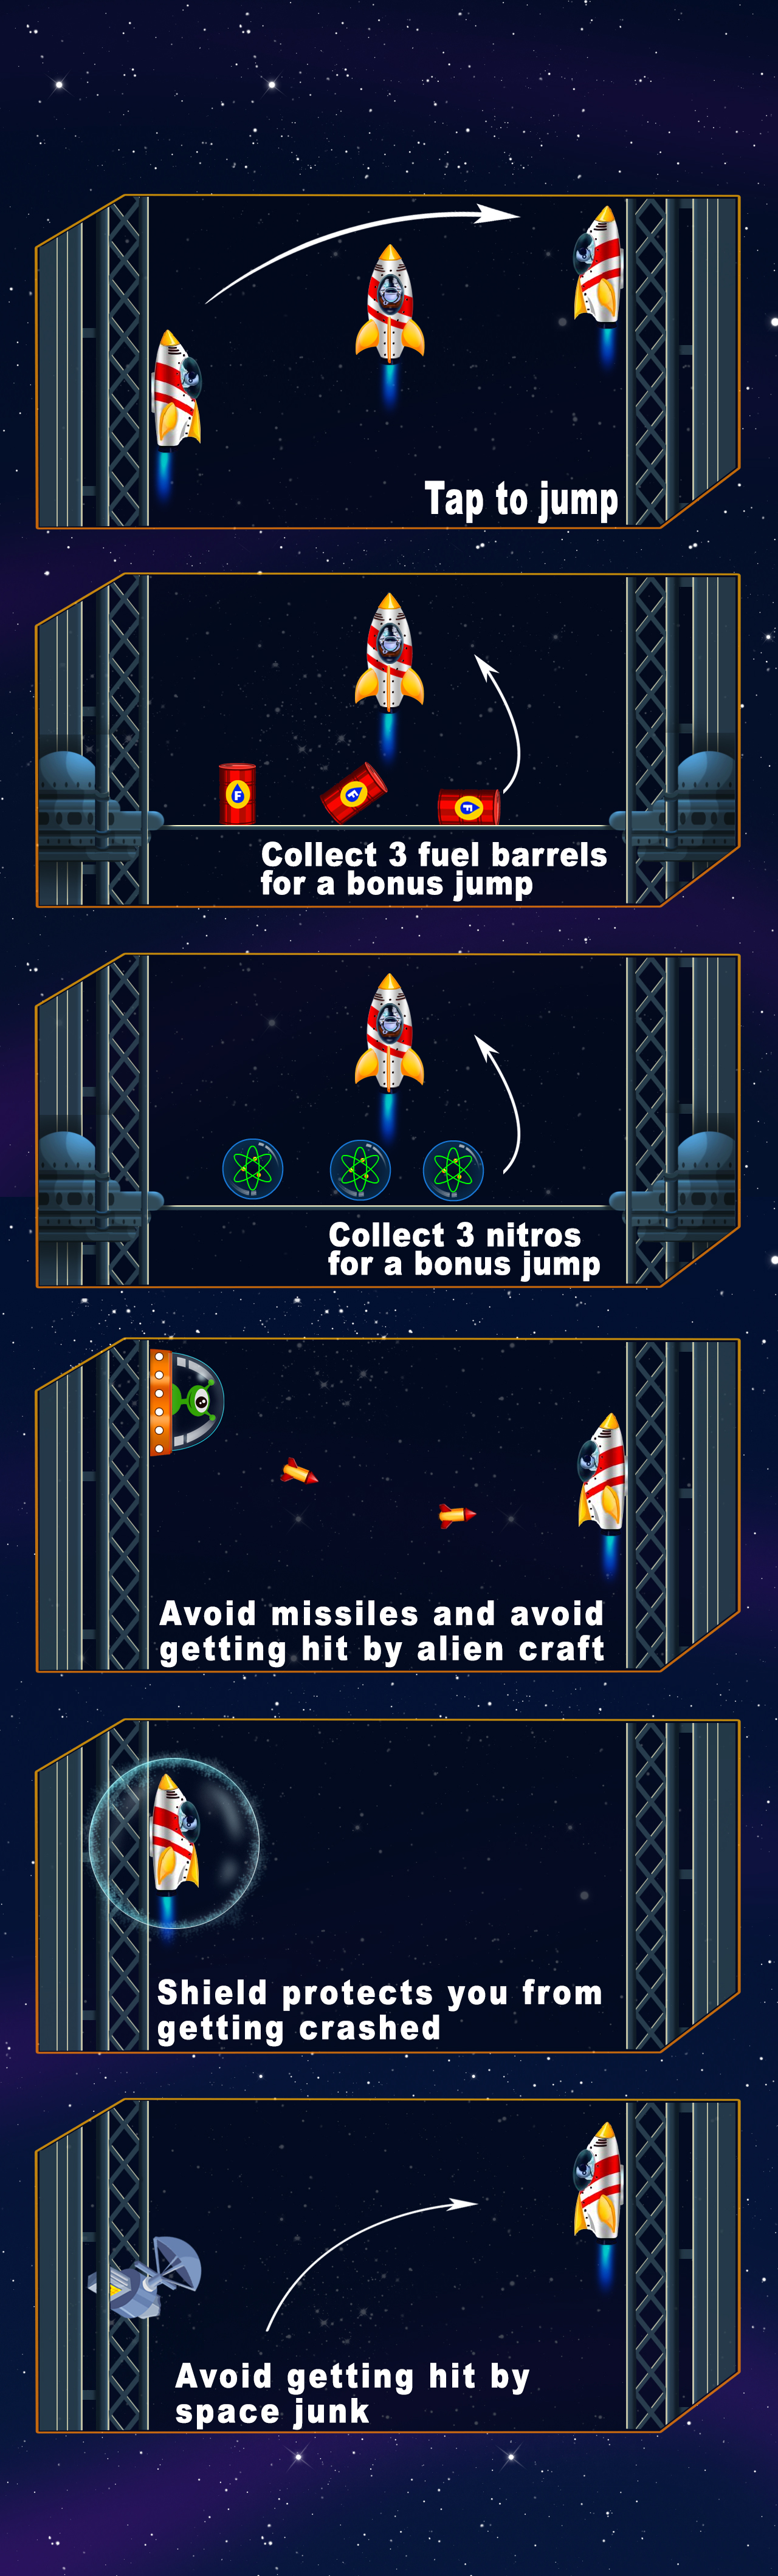 Tap to jump
F
F
F
Collect 3 fuel barrels
for a bonus jump
Collect 3 nitros
for a bonus jump
Avoid missiles and avoid
getting hit by alien craft
Shield protects you from
getting crashed
Avoid getting hit by
space junk